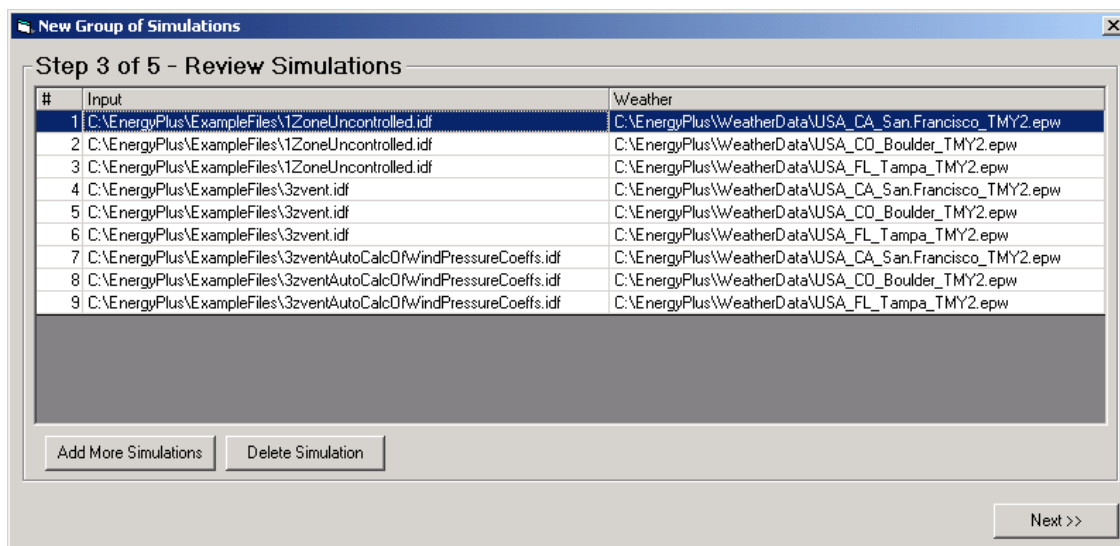 New Group of Simulations
Step 3 of 5 - Review Simulations
# Input Weather
1 C:\EnergyPlus\ExampleFiles\1ZoneUncontrolled.idf C:\EnergyPlus\WeatherData\USA_CA_San.Francisco_TMY2.epw
2 C:\EnergyPlus\ExampleFiles\1ZoneUncontrolled.idf C:\EnergyPlus\WeatherData\USA_CO_Boulder_TMY2.epw
3 C:\EnergyPlus\ExampleFiles\1ZoneUncontrolled.idf C:\EnergyPlus\WeatherData\USA_FL_Tampa_TMY2.epw
4 C:\EnergyPlus\ExampleFiles\3zvent.idf C:\EnergyPlus\WeatherData\USA_CA_San.Francisco_TMY2.epw
5 C:\EnergyPlus\ExampleFiles\3zvent.idf C:\EnergyPlus\WeatherData\USA_CO_Boulder_TMY2.epw
6 C:\EnergyPlus\ExampleFiles\3zvent.idf C:\EnergyPlus\WeatherData\USA_FL_Tampa_TMY2.epw
7 C:\EnergyPlus\ExampleFiles\3zventAutoCalcOfWindPressureCoeffs.idf C:\EnergyPlus\WeatherData\USA_CA_San.Francisco_TMY2.epw
8 C:\EnergyPlus\ExampleFiles\3zventAutoCalcOfWindPressureCoeffs.idf C:\EnergyPlus\WeatherData\USA_CO_Boulder_TMY2.epw
9 C:\EnergyPlus\ExampleFiles\3zventAutoCalcOfWindPressureCoeffs.idf C:\EnergyPlus\WeatherData\USA_FL_Tampa_TMY2.epw
Add More Simulations Delete Simulation
Next >>